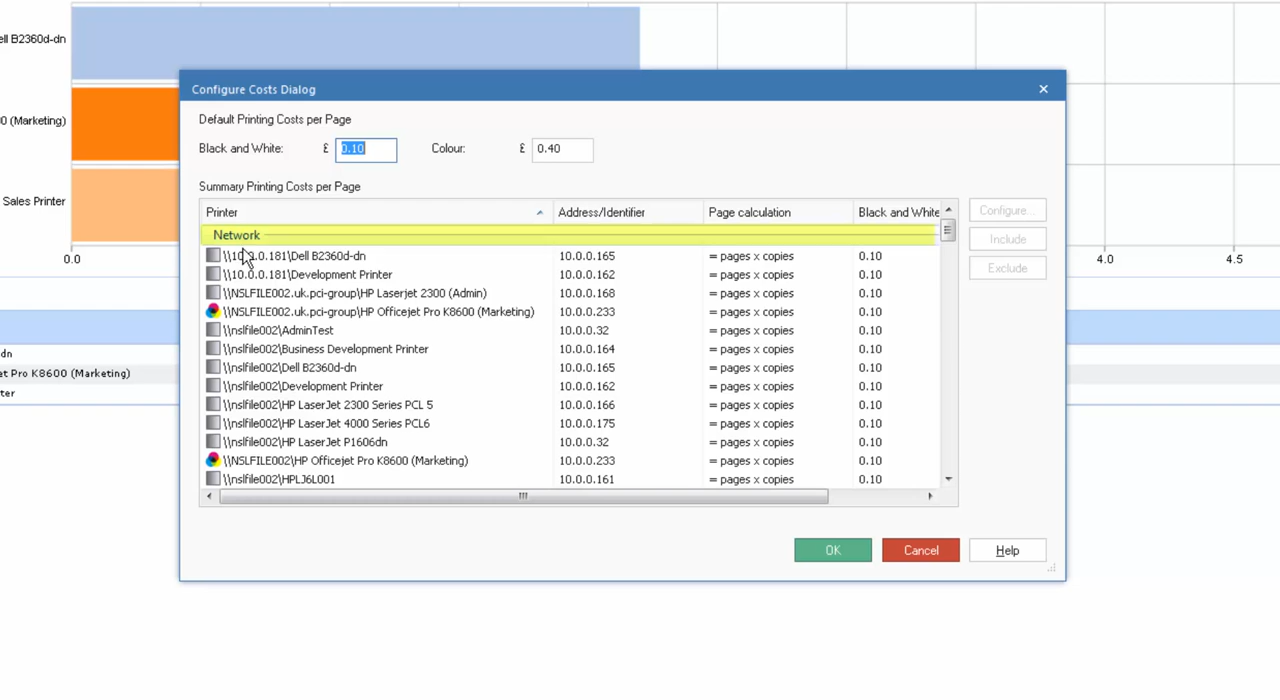 ell B2360d-dn
00 (Marketing)
Sales Printer
0.0
4.0
4.5
dn
et Pro K8600 (Marketing)
ter
Configure Costs Dialog
Default Printing Costs per Page
Black and White: £ 0.10 Colour: £ 0.40
Summary Printing Costs per Page
Printer Address/Identifier Page calculation Black and White
Network
\\10.0.0.181\Dell B2360d-dn 10.0.0.165 = pages x copies 0.10
\\10.0.0.181\Development Printer 10.0.0.162 = pages x copies 0.10
\\NSLFILE002.uk.pci-group\HP Laserjet 2300 (Admin) 10.0.0.168 = pages x copies 0.10
\\NSLFILE002.uk.pci-group\HP Officejet Pro K8600 (Marketing) 10.0.0.233 = pages x copies 0.10
\\nslfile002\AdminTest 10.0.0.32 = pages x copies 0.10
\\nslfile002\Business Development Printer 10.0.0.164 = pages x copies 0.10
\\nslfile002\Dell B2360d-dn 10.0.0.165 = pages x copies 0.10
\\nslfile002\Development Printer 10.0.0.162 = pages x copies 0.10
\\nslfile002\HP LaserJet 2300 Series PCL 5 10.0.0.166 = pages x copies 0.10
\\nslfile002\HP LaserJet 4000 Series PCL6 10.0.0.175 = pages x copies 0.10
\\nslfile002\HP LaserJet P1606dn 10.0.0.32 = pages x copies 0.10
\\NSLFILE002\HP Officejet Pro K8600 (Marketing) 10.0.0.233 = pages x copies 0.10
\\nslfile002\HPLJ6L001 10.0.0.161 = pages x copies 0.10
Configure...
Include
Exclude
OK Cancel Help